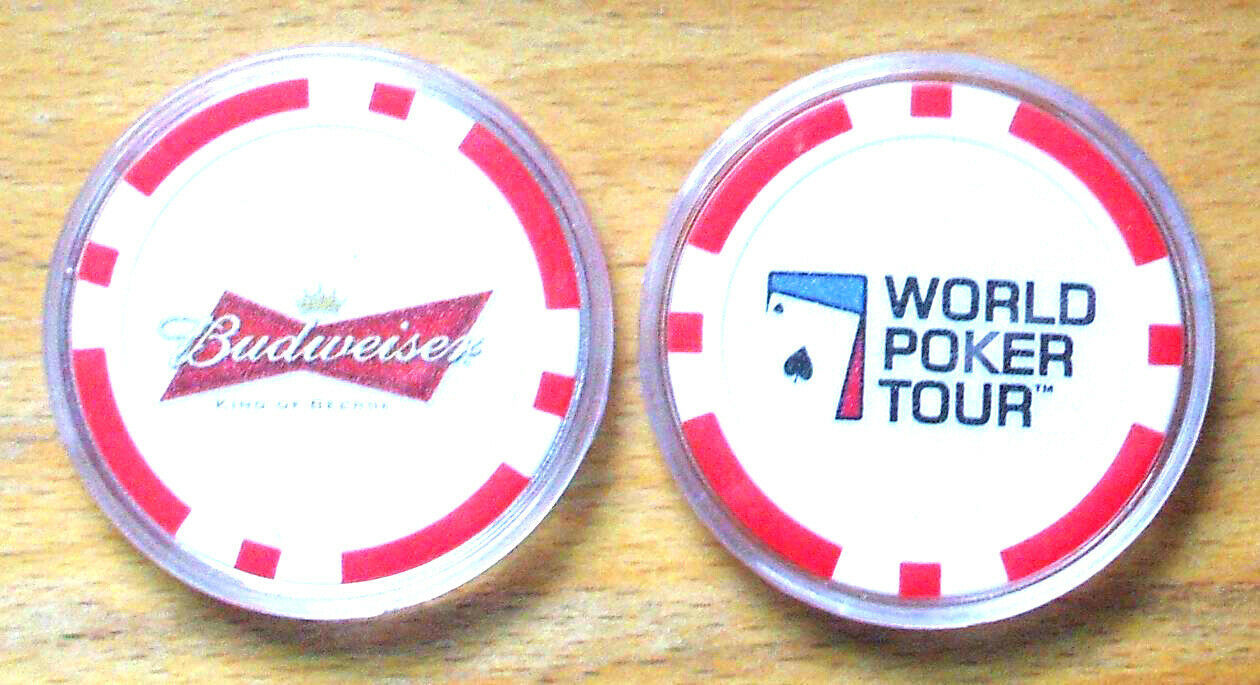 Budweiser
KING OF BEERS
WORLD
POKER
TOUR™